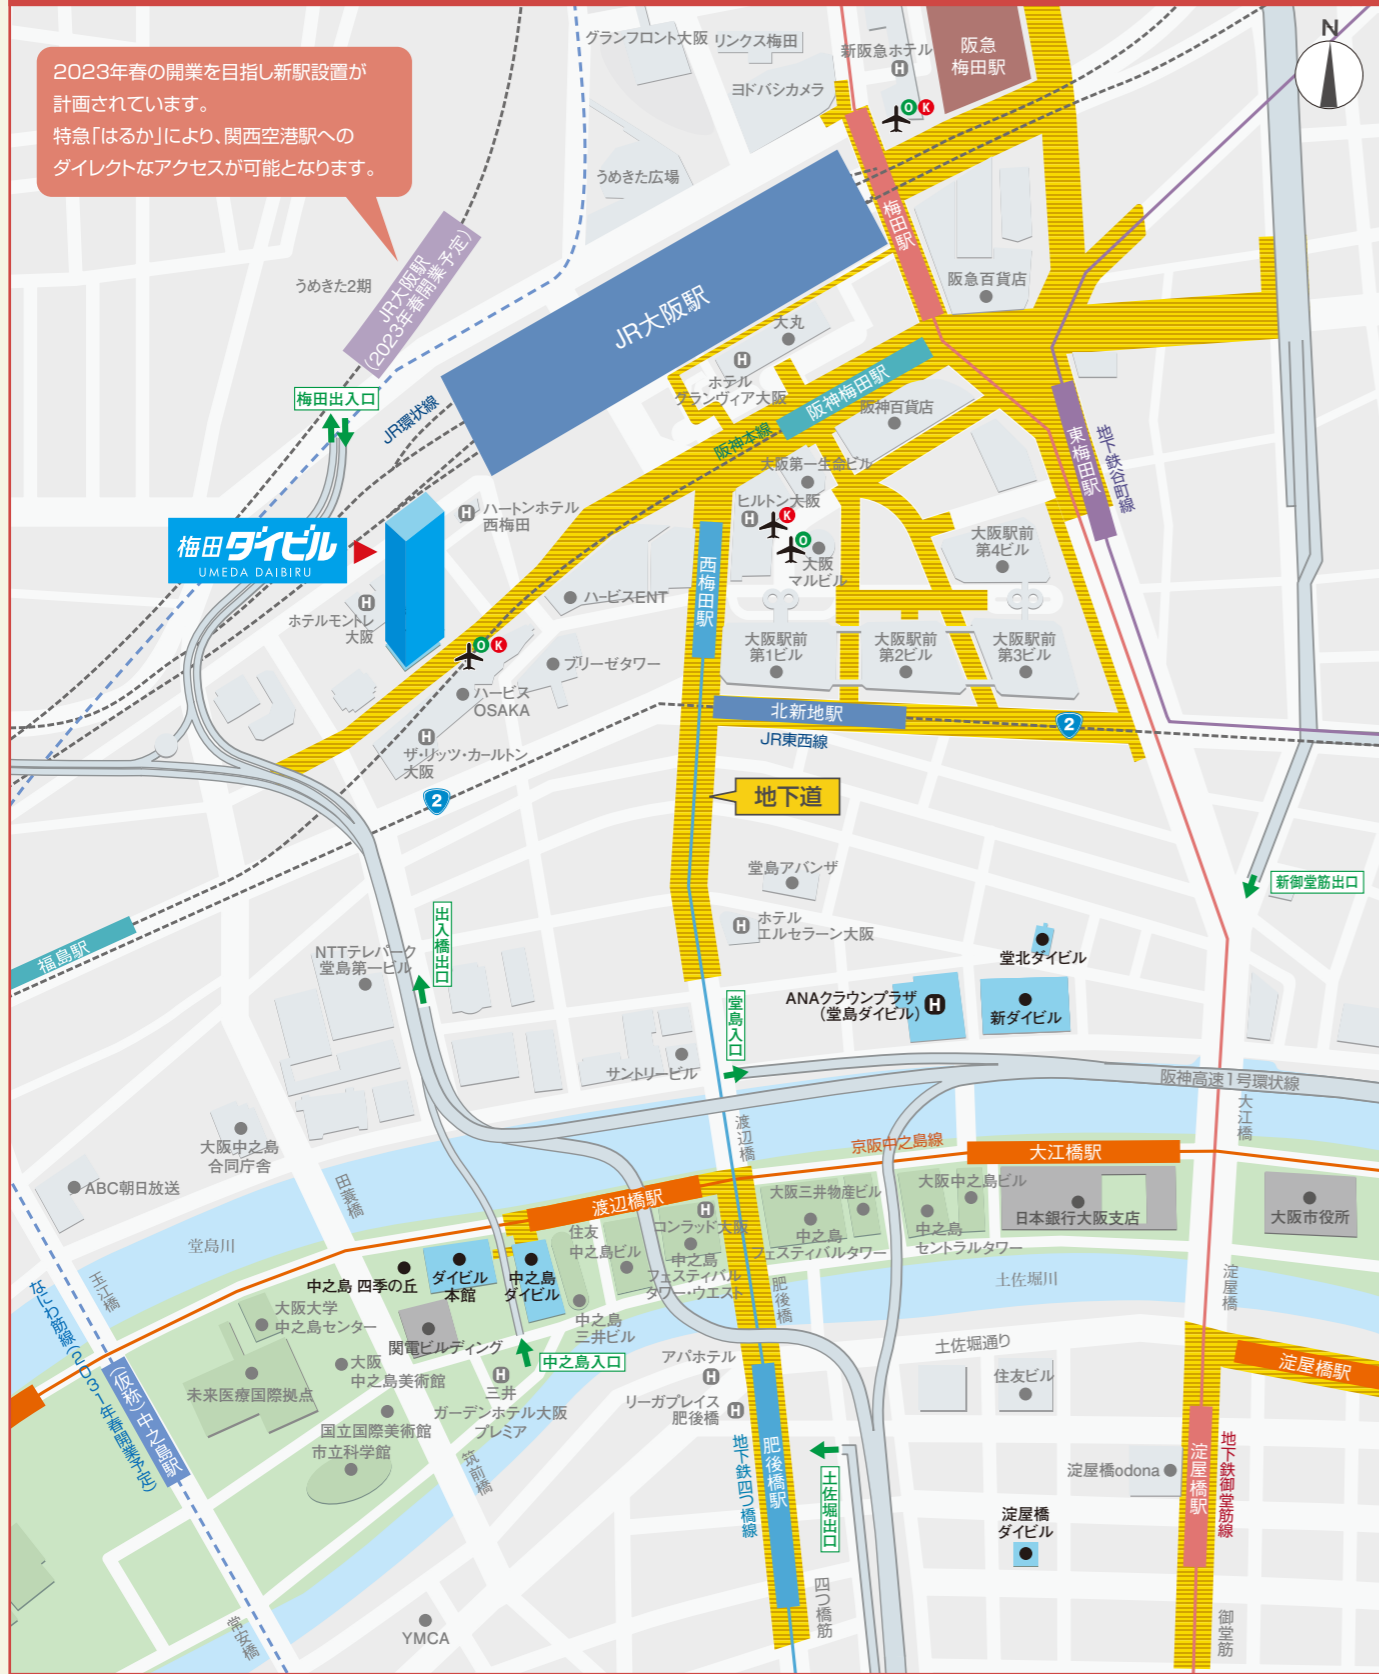 2023年春の開業を目指し新駅設置が
計画されています。
特急「はるか」により、関西空港駅への
ダイレクトなアクセスが可能となります。
グランフロント大阪
リンクス梅田
新阪急ホテル
H
阪急
梅田駅
N
ヨドバシカメラ
O K
うめきた広場
梅田駅
うめきた2期
JR大阪駅
(2023年春開業予定)
JR大阪駅
阪急百貨店
大丸
H
ホテル
グランヴィア大阪
阪神梅田駅
阪神百貨店
梅田出入口
JR環状線
阪神本線
東梅田駅
地下鉄谷町線
大阪第一生命ビル
ヒルトン大阪
H
K
O
大阪
マルビル
大阪駅前
第4ビル
H
ハートンホテル
西梅田
梅田ダイビル
UMEDA DAIBIRU
西梅田駅
ハービスENT
H
ホテルモントレ
大阪
O K
ブリーゼタワー
大阪駅前
第1ビル
大阪駅前
第2ビル
大阪駅前
第3ビル
ハービス
OSAKA
北新地駅
JR東西線
2
H
ザ・リッツ・カールトン
大阪
2
地下道
堂島アバンザ
新御堂筋出口
H
ホテル
エルセラーン大阪
福島駅
NTTテレパーク
堂島第一ビル
出入橋出口
堂北ダイビル
ANAクラウンプラザ
(堂島ダイビル)
H
新ダイビル
堂島入口
サントリービル
阪神高速1号環状線
大江橋
渡辺橋
大阪中之島
合同庁舎
京阪中之島線
大江橋駅
ABC朝日放送
田蓑橋
渡辺橋駅
大阪三井物産ビル
大阪中之島ビル
日本銀行大阪支店
大阪市役所
堂島川
住友
中之島ビル
H
コンラッド大阪
中之島
フェスティバル
タワー・ウエスト
中之島
フェスティバルタワー
中之島
セントラルタワー
玉江橋
中之島 四季の丘
ダイビル
本館
中之島
ダイビル
肥後橋
土佐堀川
淀屋橋
なにわ筋線(2031年春開業予定)
大阪大学
中之島センター
中之島
三井ビル
関電ビルディング
中之島入口
土佐堀通り
淀屋橋駅
(仮称)中之島駅
未来医療国際拠点
大阪
中之島美術館
H
三井
ガーデンホテル大阪
プレミア
アパホテル
H
リーガプレイス
肥後橋
H
住友ビル
国立国際美術館
市立科学館
筑前橋
地下鉄四つ橋線
肥後橋駅
土佐堀出口
淀屋橋odona
淀屋橋駅
地下鉄御堂筋線
淀屋橋
ダイビル
常安橋
YMCA
四つ橋筋
御堂筋